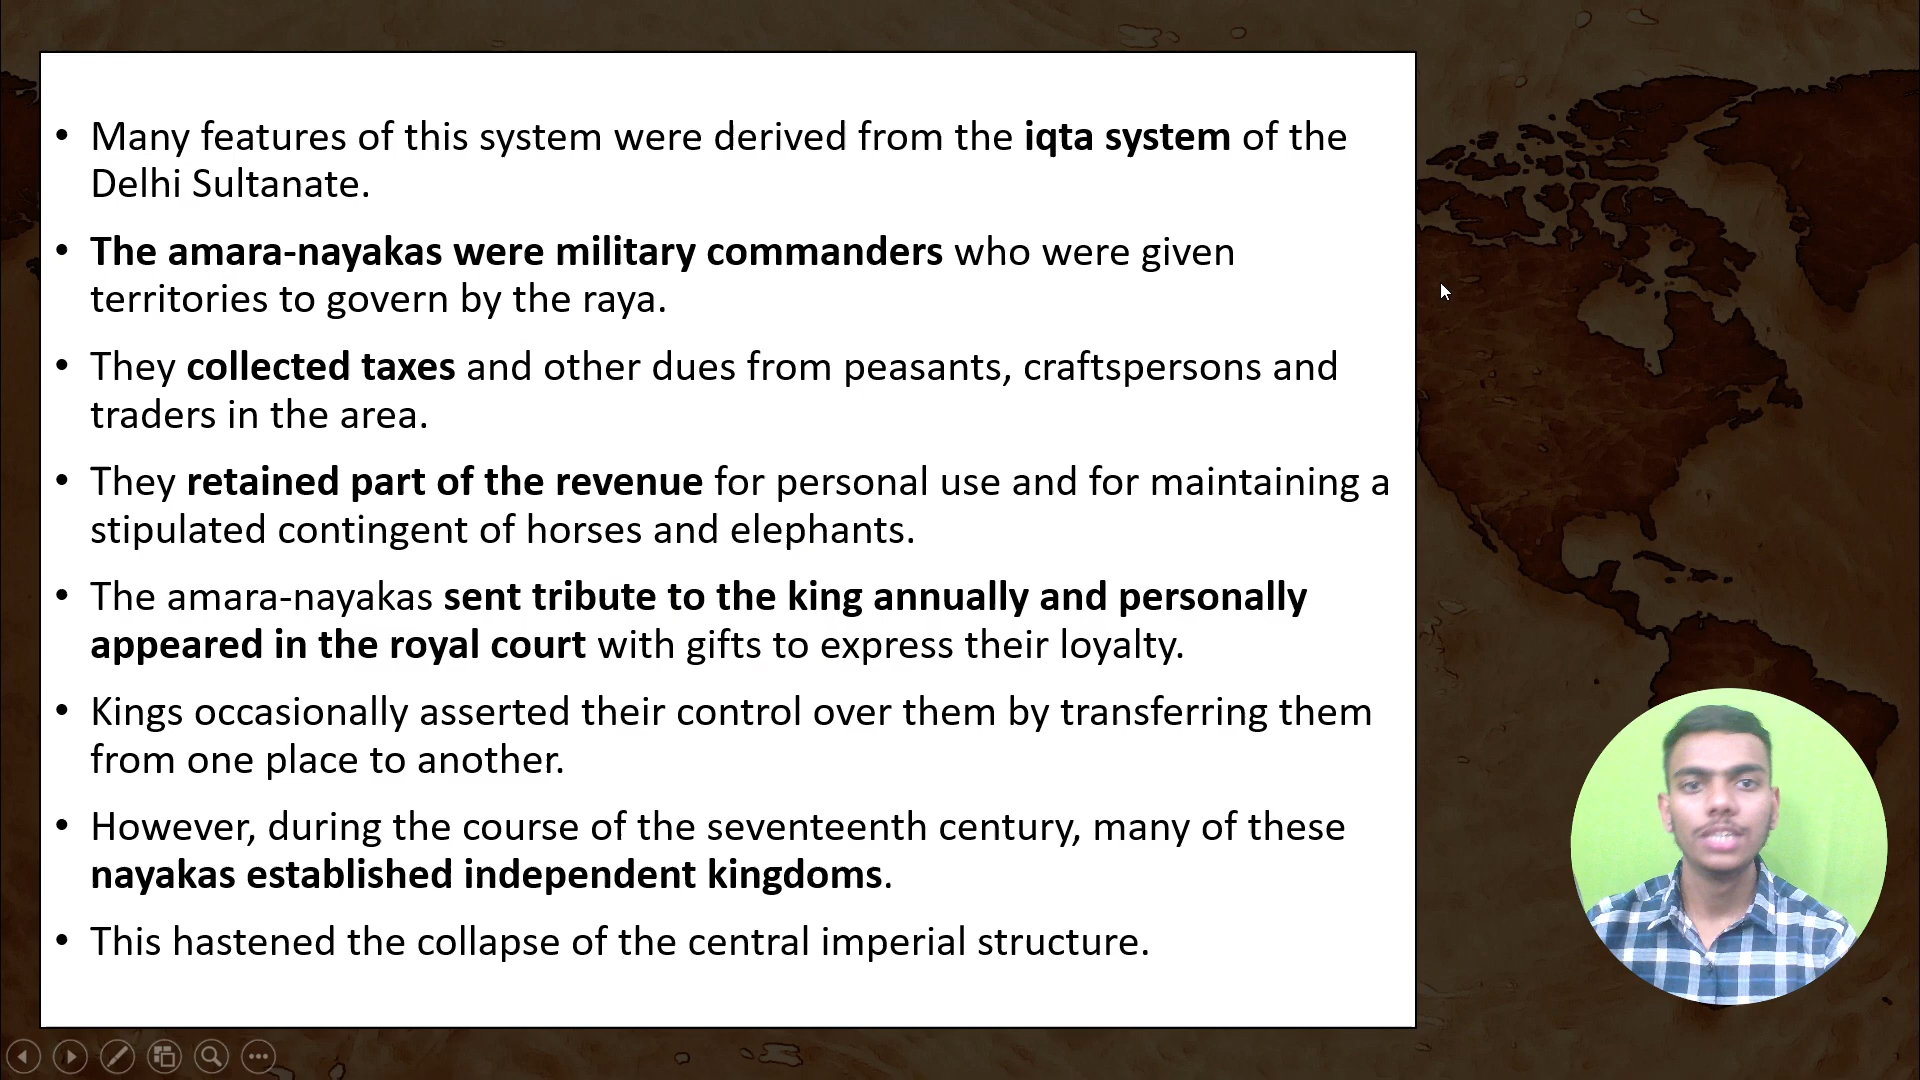 • Many features of this system were derived from the iqta system of the
Delhi Sultanate.
• The amara-nayakas were military commanders who were given
territories to govern by the raya.
• They collected taxes and other dues from peasants, craftspersons and
traders in the area.
• They retained part of the revenue for personal use and for maintaining a
stipulated contingent of horses and elephants.
• The amara-nayakas sent tribute to the king annually and personally
appeared in the royal court with gifts to express their loyalty.
• Kings occasionally asserted their control over them by transferring them
from one place to another.
• However, during the course of the seventeenth century, many of these
nayakas established independent kingdoms.
• This hastened the collapse of the central imperial structure.